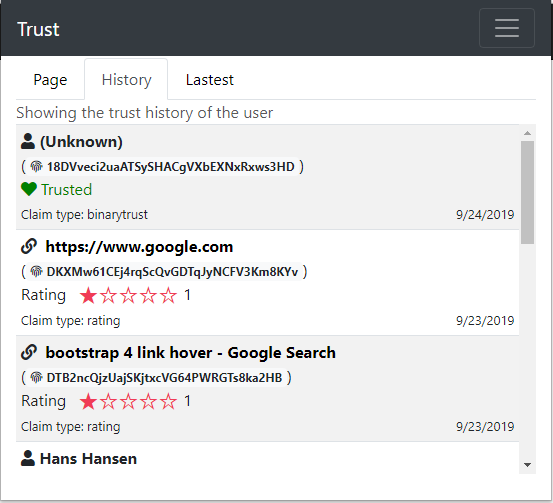 Trust
Page History Lastest
Showing the trust history of the user
(Unknown)
( 18DVveci2uaATSySHACgVXbEXNxRxws3HD )
Trusted
Claim type: binarytrust 9/24/2019
https://www.google.com
( DKXMw61CEj4rqScQvGDTqJyNCFV3Km8KYv )
Rating 1
Claim type: rating 9/23/2019
bootstrap 4 link hover - Google Search
( DTB2ncQjzUajSKjtxcVG64PWRGTs8ka2HB )
Rating 1
Claim type: rating 9/23/2019
Hans Hansen